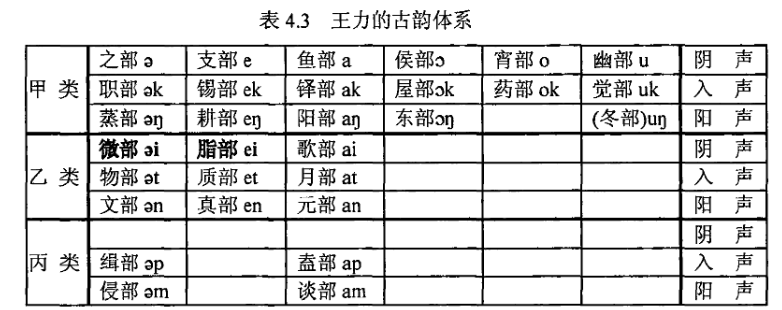 表 4.3 王力的古韵体系
甲 类 之部 ə 支部 e 鱼部 a 侯部ɔ 宵部 o 幽部 u 阴 声
职部 ək 锡部 ek 铎部 ak 屋部ɔk 药部 ok 觉部 uk 入 声
蒸部 əŋ 耕部 eŋ 阳部 aŋ 东部ɔŋ (冬部)uŋ 阳 声
乙 类 微部 əi 脂部 ei 歌部 ai 阴 声
物部 ət 质部 et 月部 at 入 声
文部 ən 真部 en 元部 an 阳 声
丙 类 阴 声
缉部 əp 盍部 ap 入 声
侵部 əm 谈部 am 阳 声